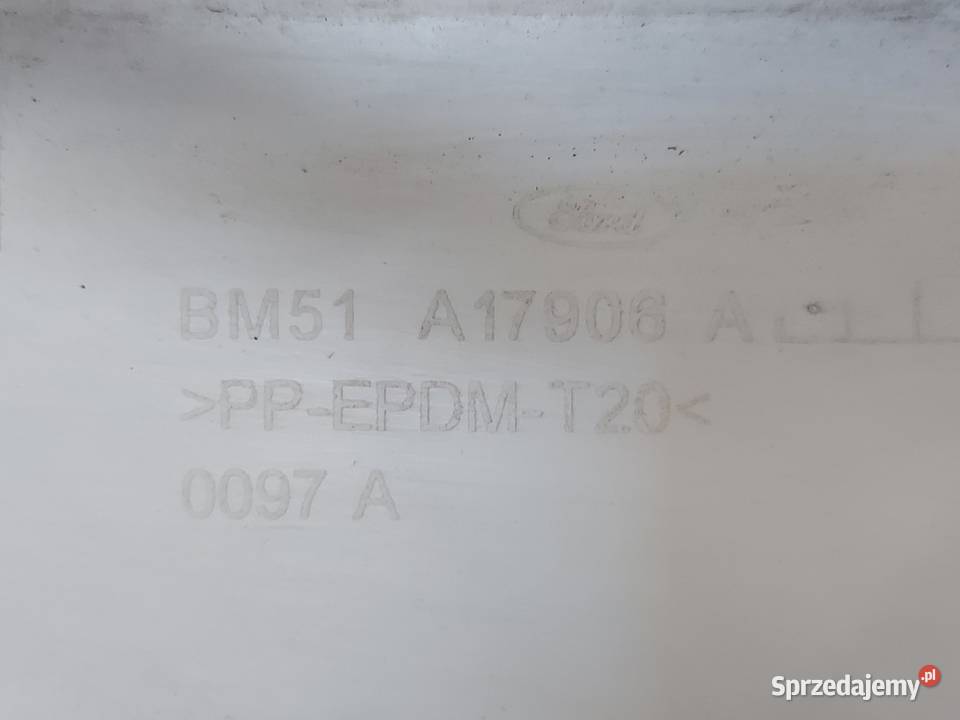 Ford
BM51 A17906 A
>PP-EPDM-T20<
0097 A
Sprzedajemy.pl